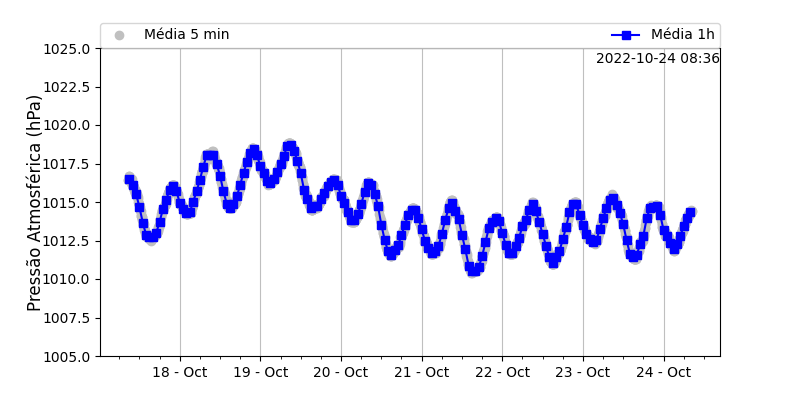 Média 5 min
Média 1h
2022-10-24 08:36
Pressão Atmosférica (hPa)
1025.0
1022.5
1020.0
1017.5
1015.0
1012.5
1010.0
1007.5
1005.0
18 - Oct
19 - Oct
20 - Oct
21 - Oct
22 - Oct
23 - Oct
24 - Oct